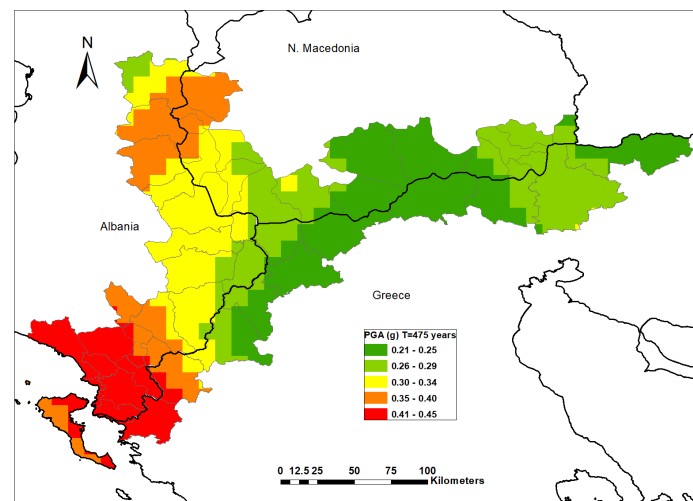 N
N. Macedonia
Albania
Greece
PGA (g) T=475 years
0.21 - 0.25
0.26 - 0.29
0.30 - 0.34
0.35 - 0.40
0.41 - 0.45
0 12.5 25 50 75 100
Kilometers